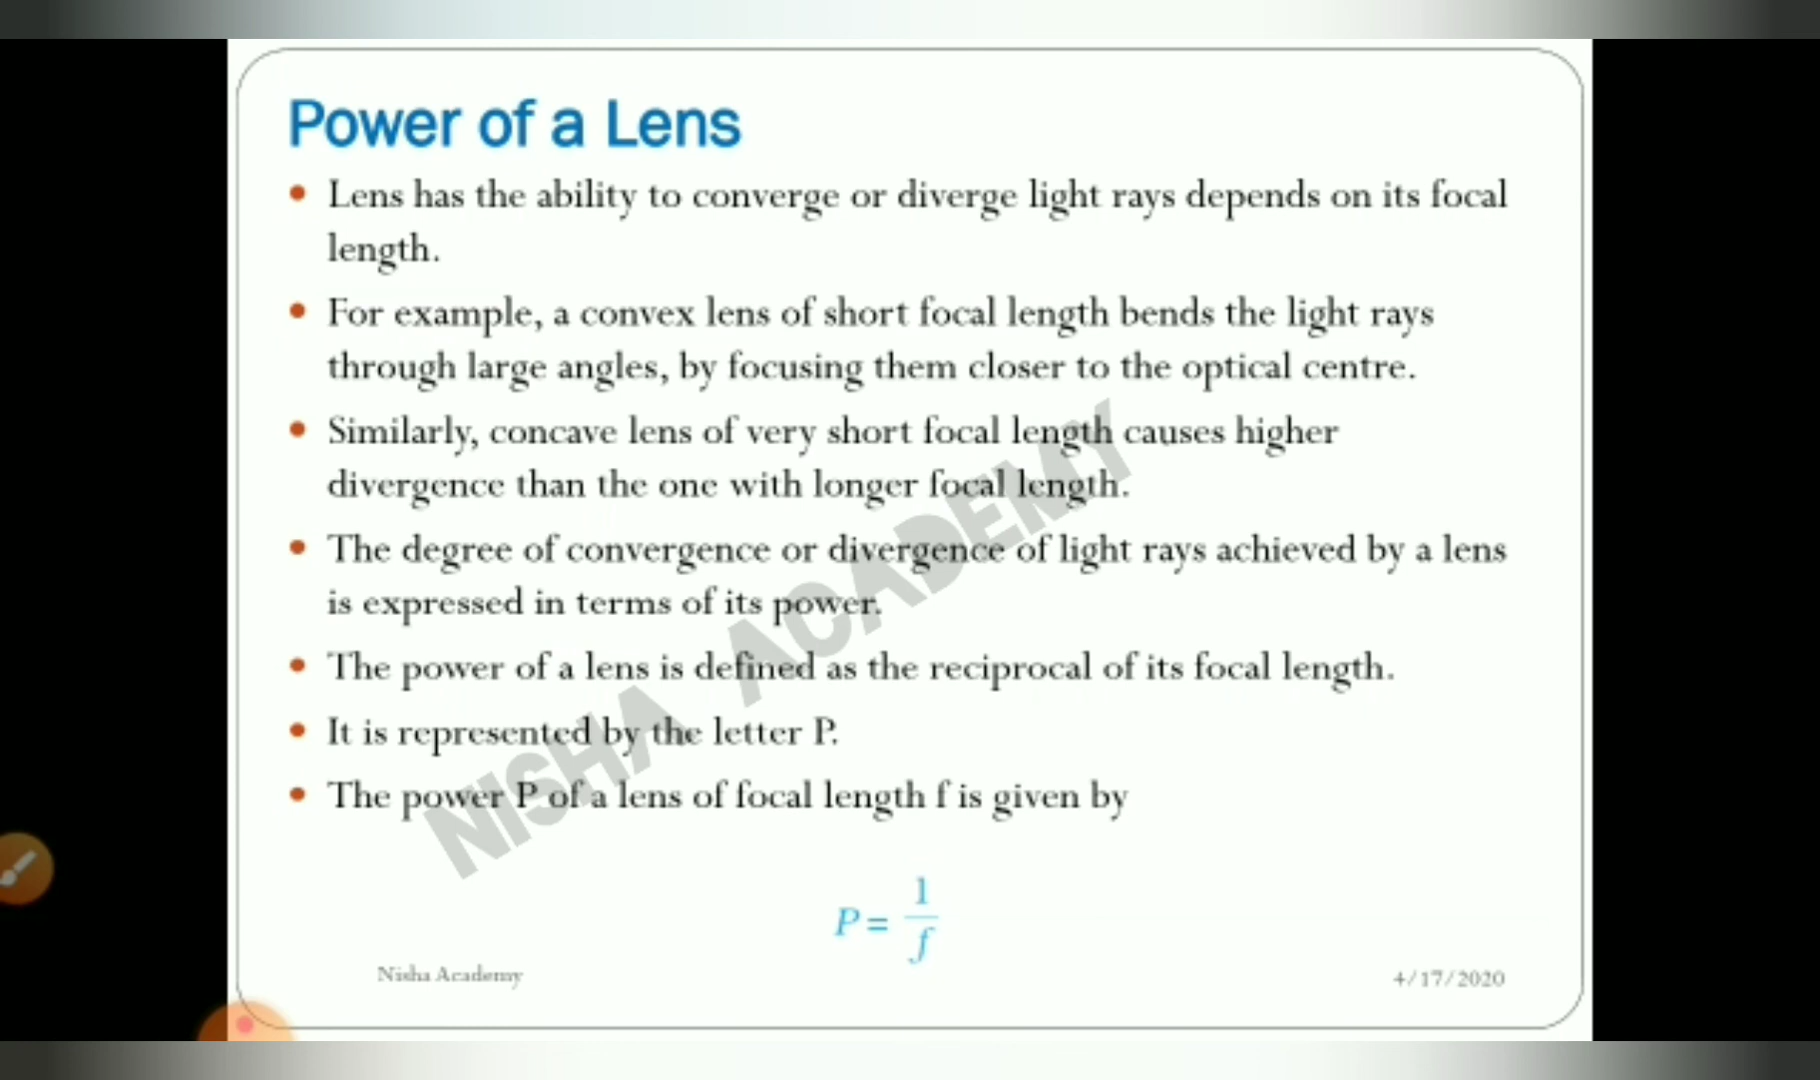 Power of a Lens
Lens has the ability to converge or diverge light rays depends on its focal
length.
For example, a convex lens of short focal length bends the light rays
through large angles, by focusing them closer to the optical centre.
Similarly, concave lens of very short focal length causes higher
divergence than the one with longer focal length.
The degree of convergence or divergence of light rays achieved by a lens
is expressed in terms of its power.
The power of a lens is defined as the reciprocal of its focal length.
It is represented by the letter P.
The power P of a lens of focal length f is given by
P = 1/f
NISHA ACADEMY
Nisha Academy
4/17/2020